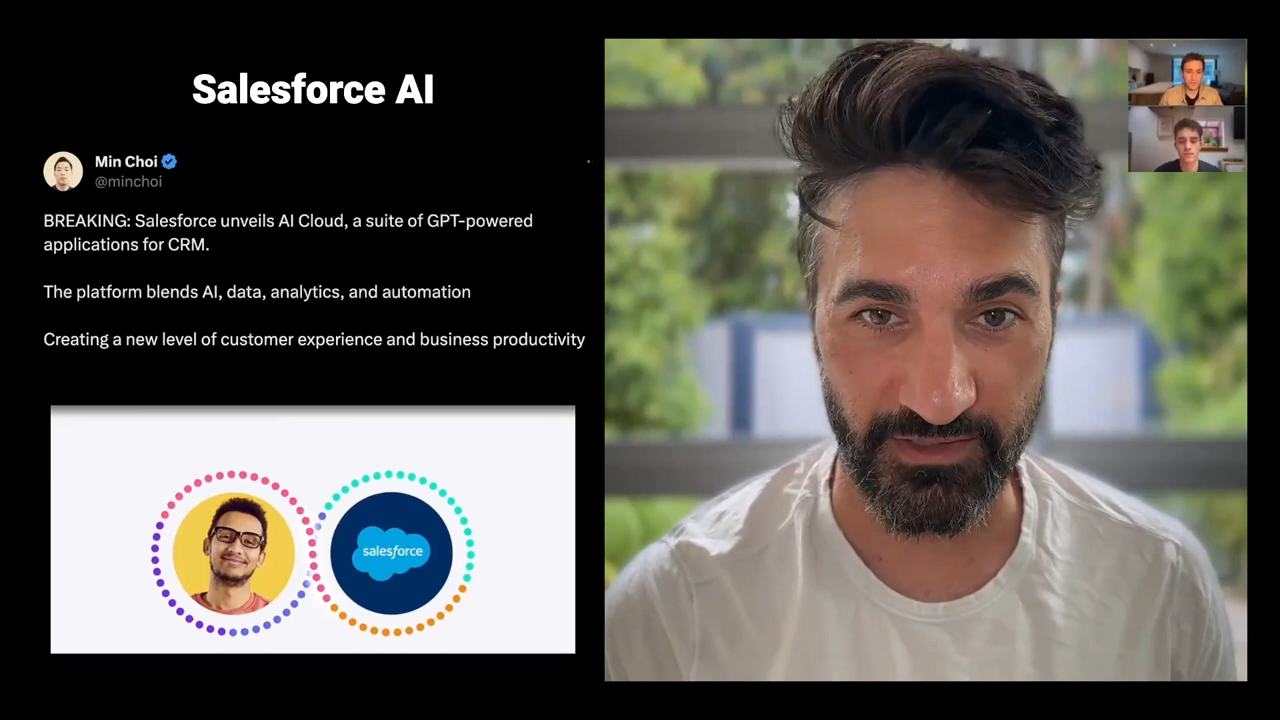 Salesforce AI
Min Choi
@minchoi
BREAKING: Salesforce unveils AI Cloud, a suite of GPT-powered
applications for CRM.
The platform blends AI, data, analytics, and automation
Creating a new level of customer experience and business productivity
salesforce